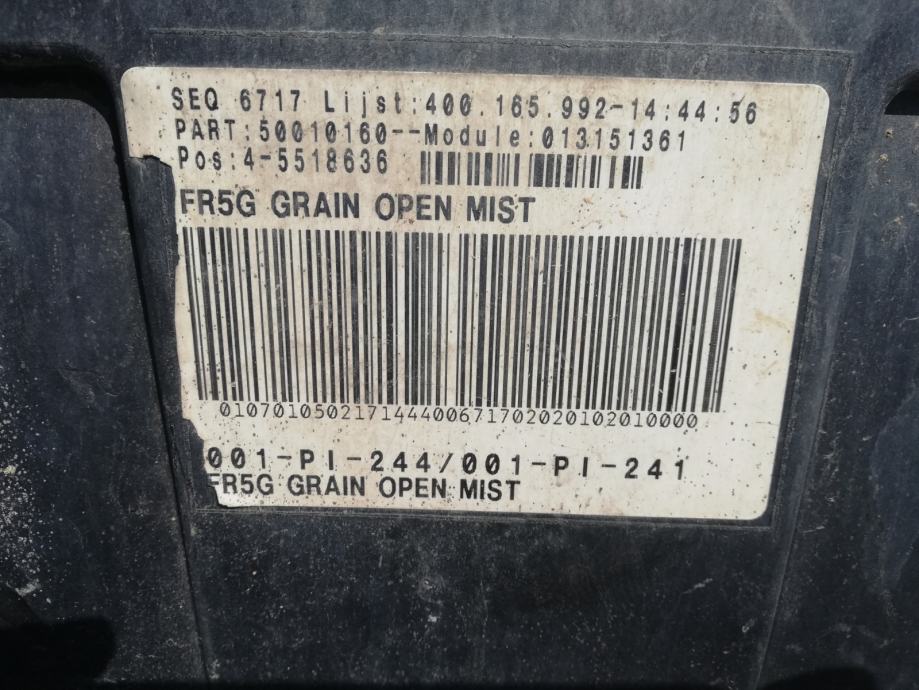 SEQ 6717 Lijst:400.165.992-14:44:56
PART:50010160--Module:013151361
Pos:4-5518636
FR5G GRAIN OPEN MIST
010701050217144400671702020102010000
001-PI-244/001-PI-241
FR5G GRAIN OPEN MIST